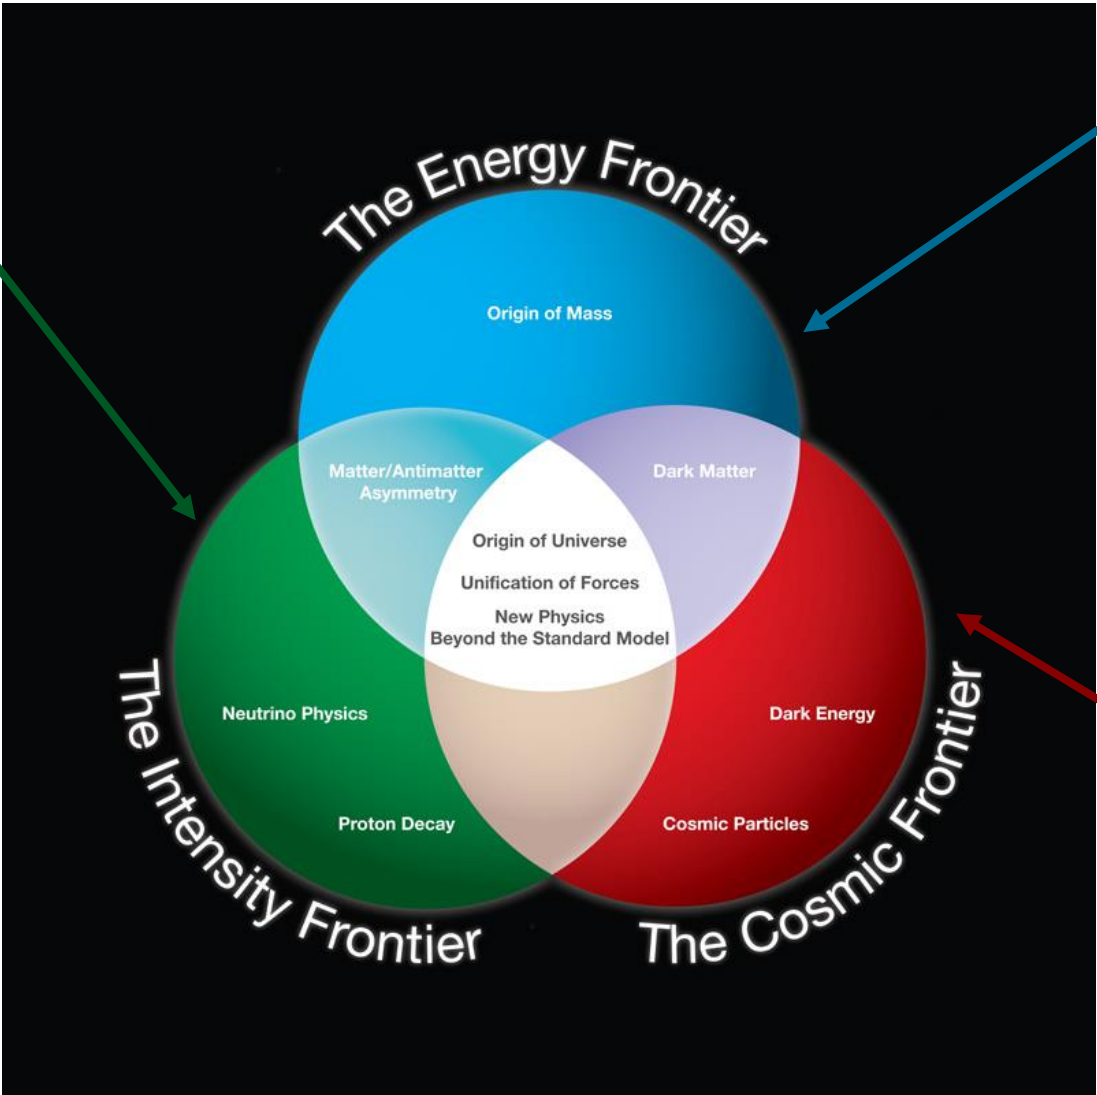 The Energy Frontier
Origin of Mass
Matter/Antimatter
Asymmetry
Dark Matter
Origin of Universe
Unification of Forces
New Physics
Beyond the Standard Model
Neutrino Physics
Dark Energy
Proton Decay
Cosmic Particles
The Intensity Frontier
The Cosmic Frontier